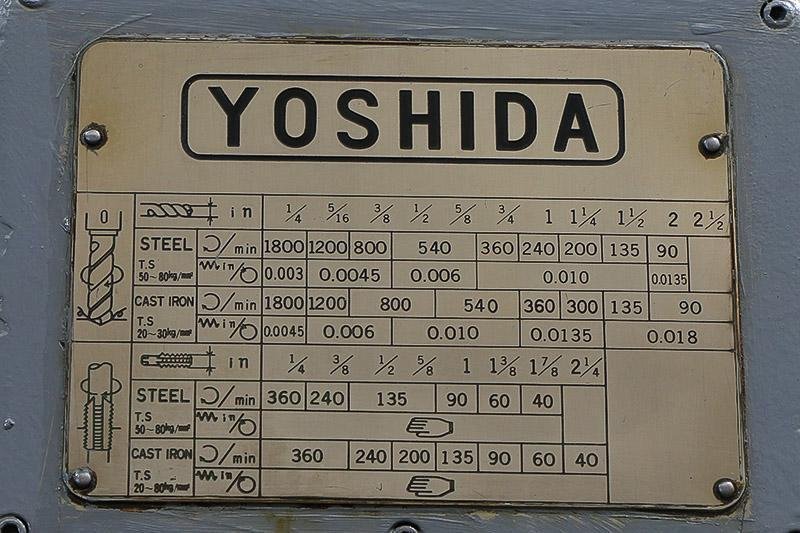 YOSHIDA
O in 1/4 5/16 3/8 1/2 5/8 3/4 1 1 1/4 1 1/2 2 2 1/2
STEEL /min 1800 1200 800 540 360 240 200 135 90
T.S 50~80kg/mm² in/ 0.003 0.0045 0.006 0.010 0.0135
CAST IRON /min 1800 1200 800 540 360 300 135 90
T.S 20~30kg/mm² in/ 0.0045 0.006 0.010 0.0135 0.018
in 1/4 3/8 1/2 5/8 1 1 3/8 1 7/8 2 1/4
STEEL /min 360 240 135 90 60 40
T.S 50~80kg/mm² in/
CAST IRON /min 360 240 200 135 90 60 40
T.S 20~80kg/mm² in/